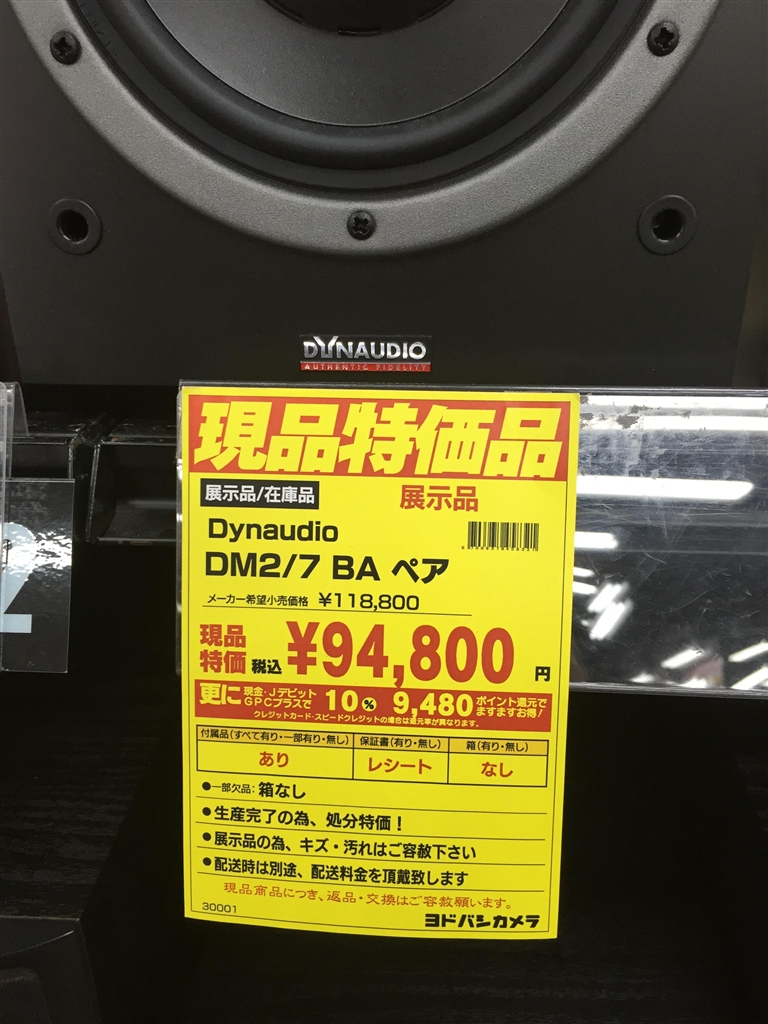 DYNAUDIO
AUTHENTIC FIDELITY
現品特価品
展示品/在庫品 展示品
Dynaudio
DM2/7 BA ペア
メーカー希望小売価格 ¥118,800
現品特価 税込 ¥94,800 円
更に 現金・Jデビット GPCプラスで 10% 9,480 ポイント還元で ますますお得!
クレジットカード・スピードクレジットの場合は還元率が異なります。
付属品(すべて有り・一部有り・無し) 保証書(有り・無し) 箱(有り・無し)
あり レシート なし
●一部欠品: 箱なし
●生産完了の為、処分特価！
●展示品の為、キズ・汚れはご容赦下さい
●配送時は別途、配送料金を頂戴致します
現品商品につき、返品・交換はご容赦願います。
30001 ヨドバシカメラ
2